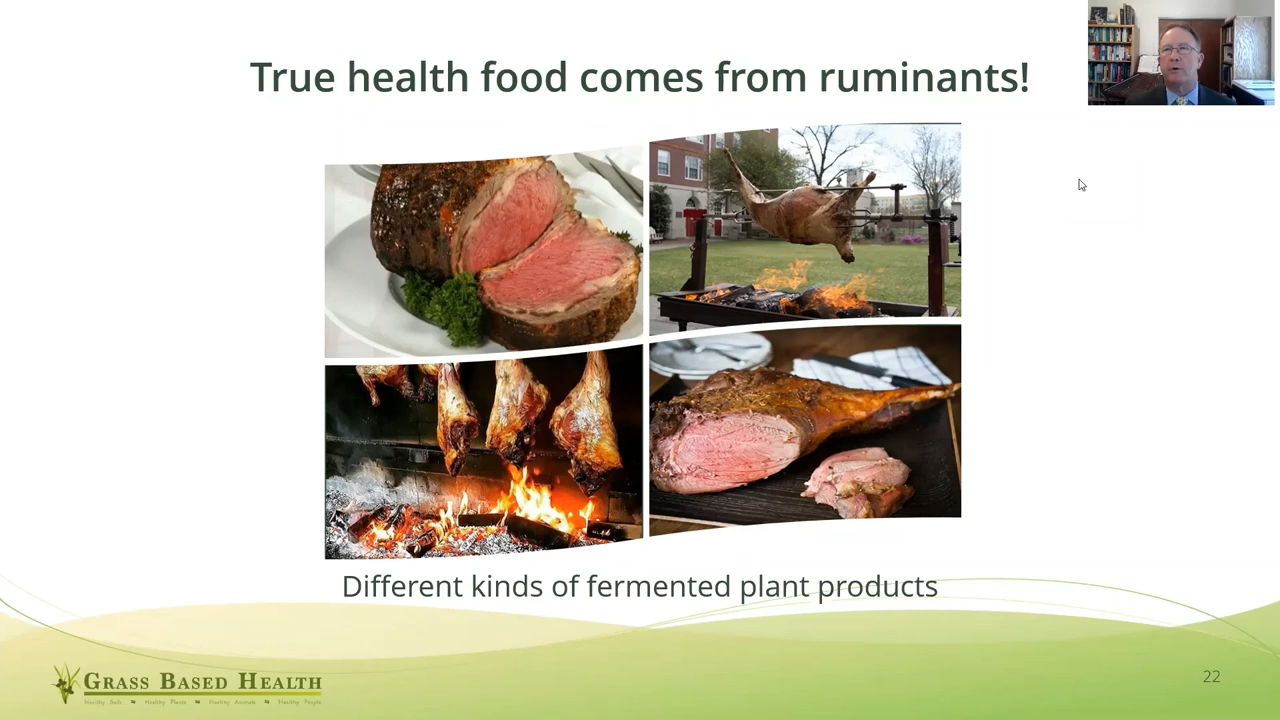 True health food comes from ruminants!
Different kinds of fermented plant products
GRASS BASED HEALTH
Healthy Soils Healthy Plants Healthy Animals Healthy People
22